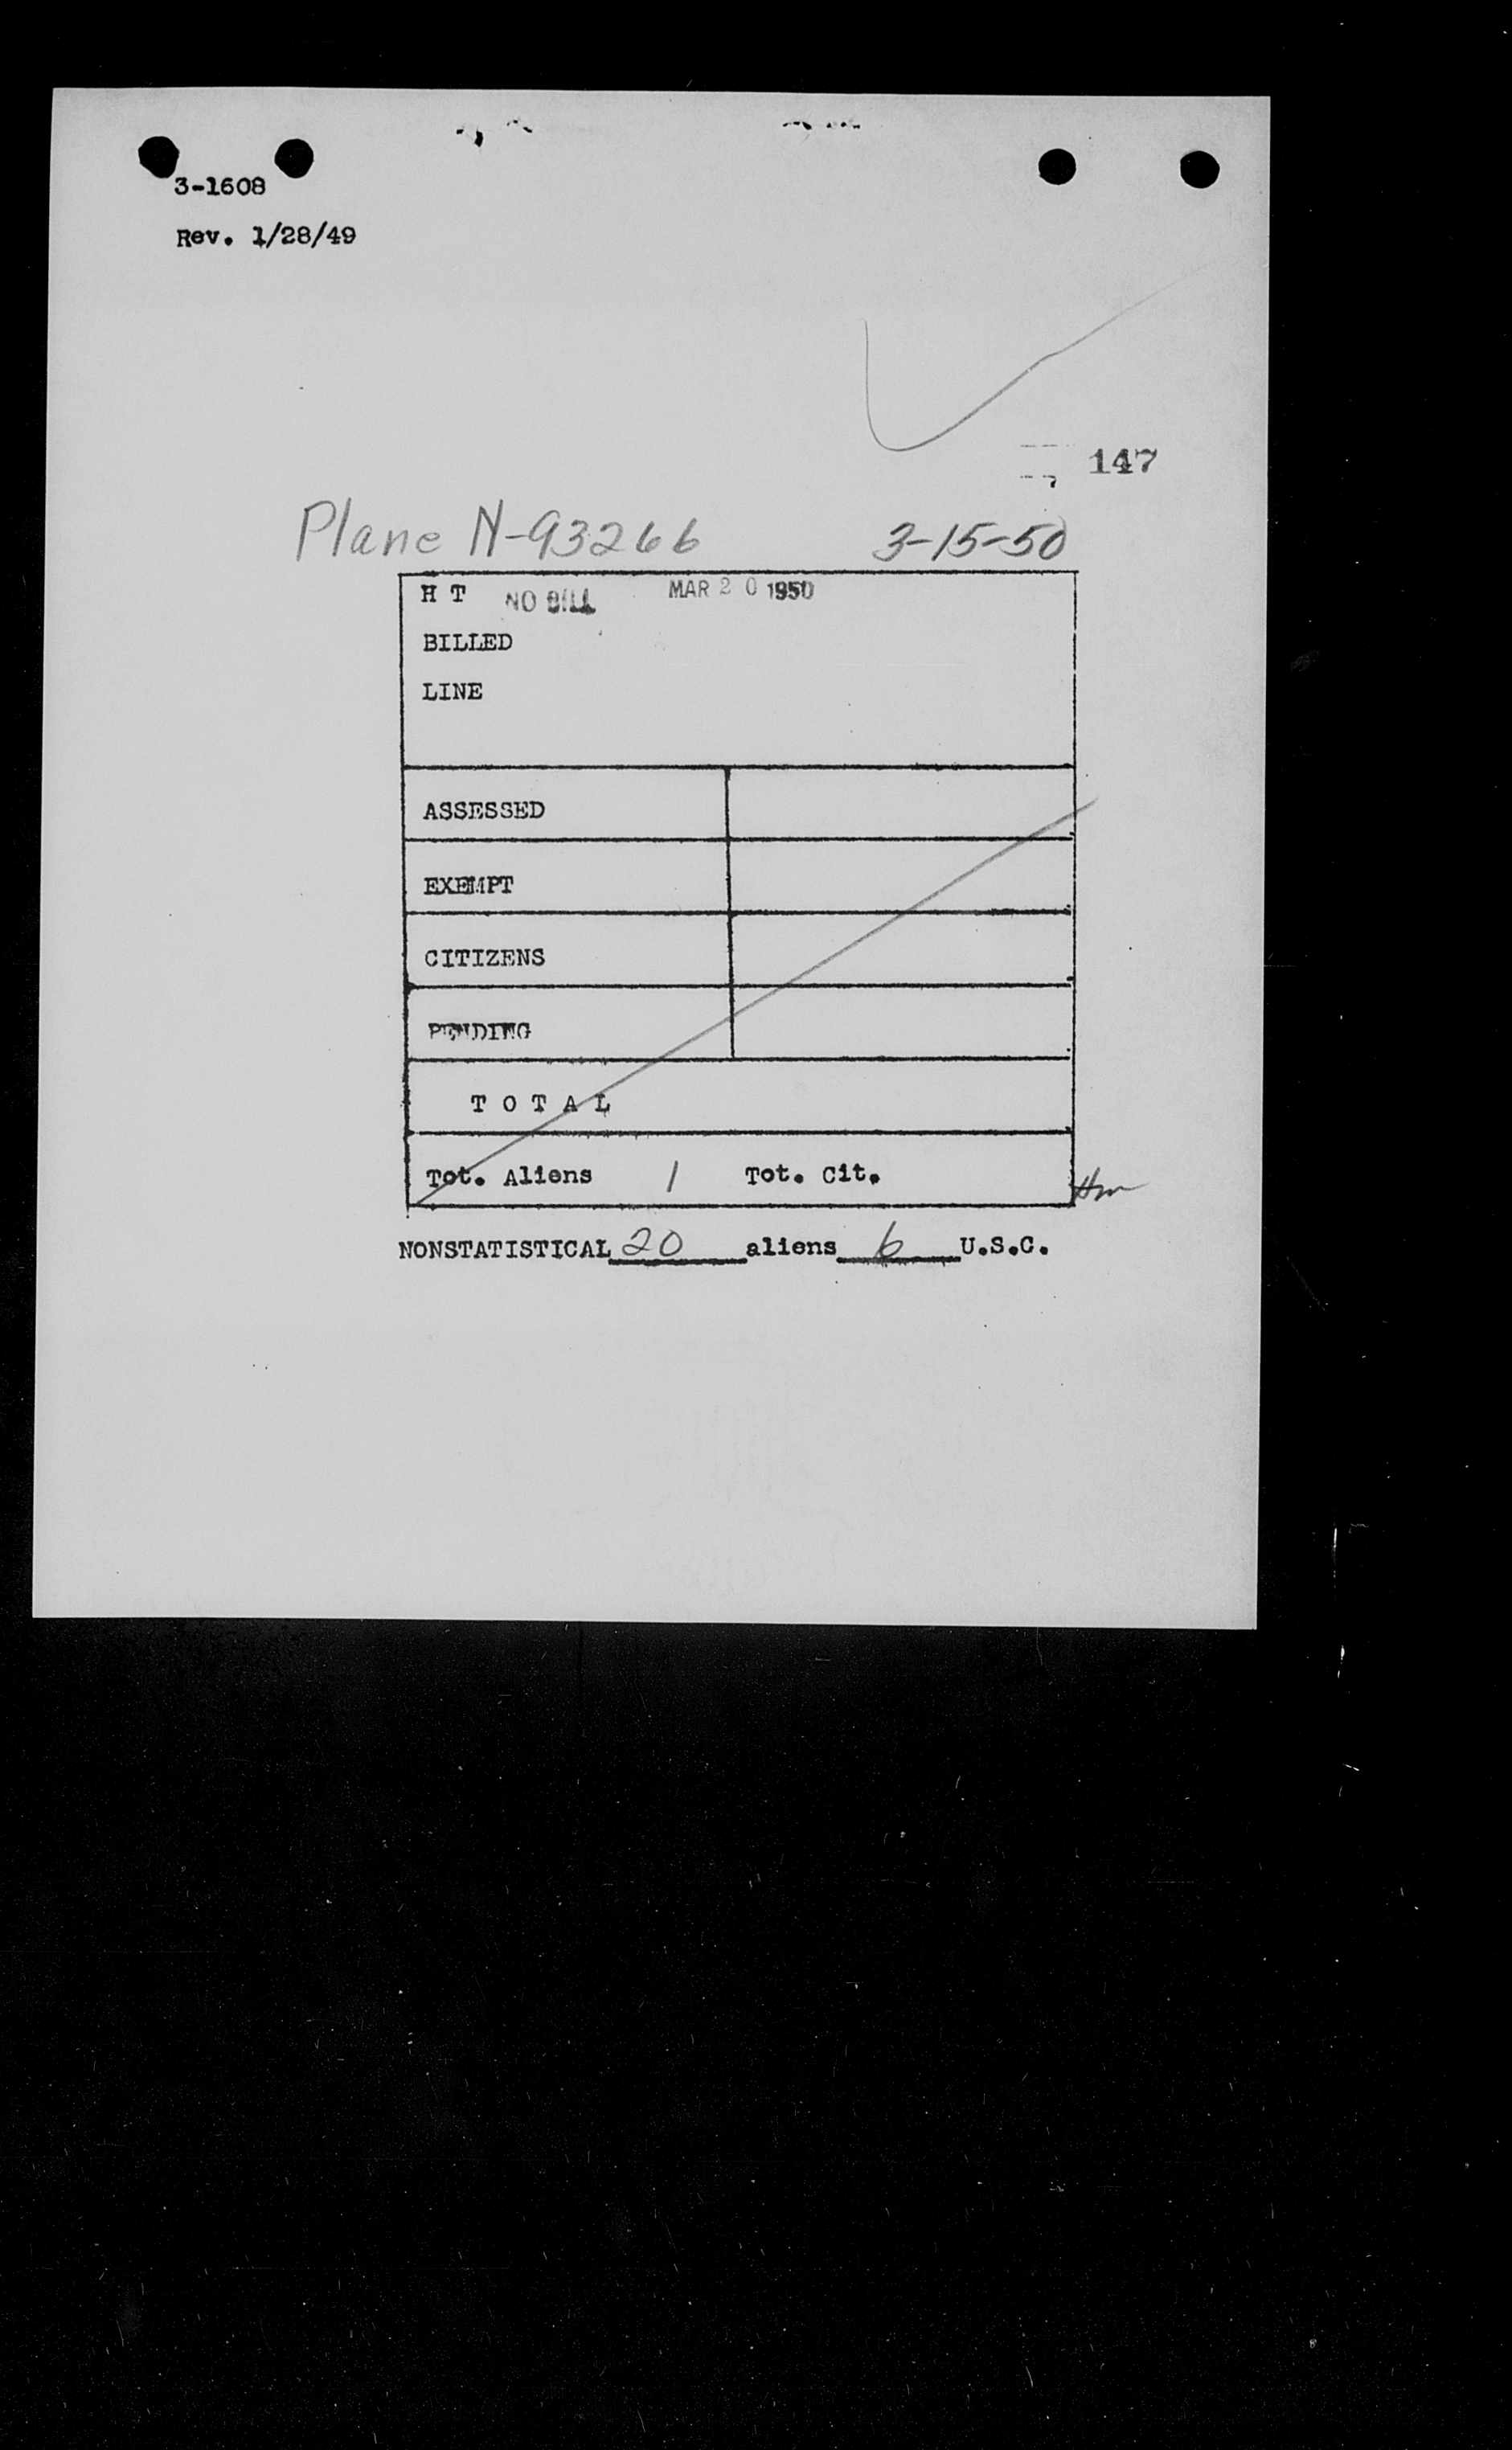 3-1608
Rev. 1/28/49
147
Plane N-93266 3-15-50
H T NO BILL MAR 20 1950
BILLED
LINE
ASSESSED
EXEMPT
CITIZENS
PENDING
T O T A L
Tot. Aliens 1 Tot. Cit.
NONSTATISTICAL 20 aliens 6 U.S.C.